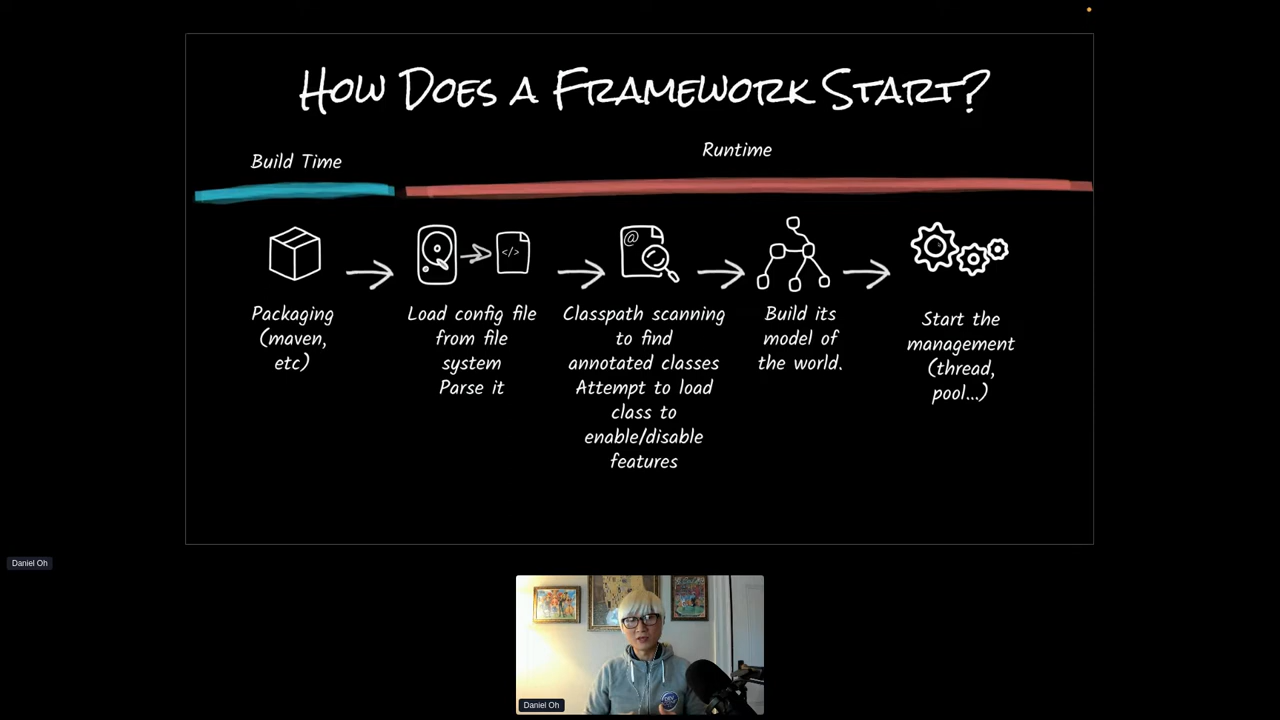 How Does a Framework Start?
Build Time
Runtime
</>
@
Packaging
(maven,
etc)
Load config file
from file
system
Parse it
Classpath scanning
to find
annotated classes
Attempt to load
class to
enable/disable
features
Build its
model of
the world.
Start the
management
(thread,
pool...)
Daniel Oh
Daniel Oh